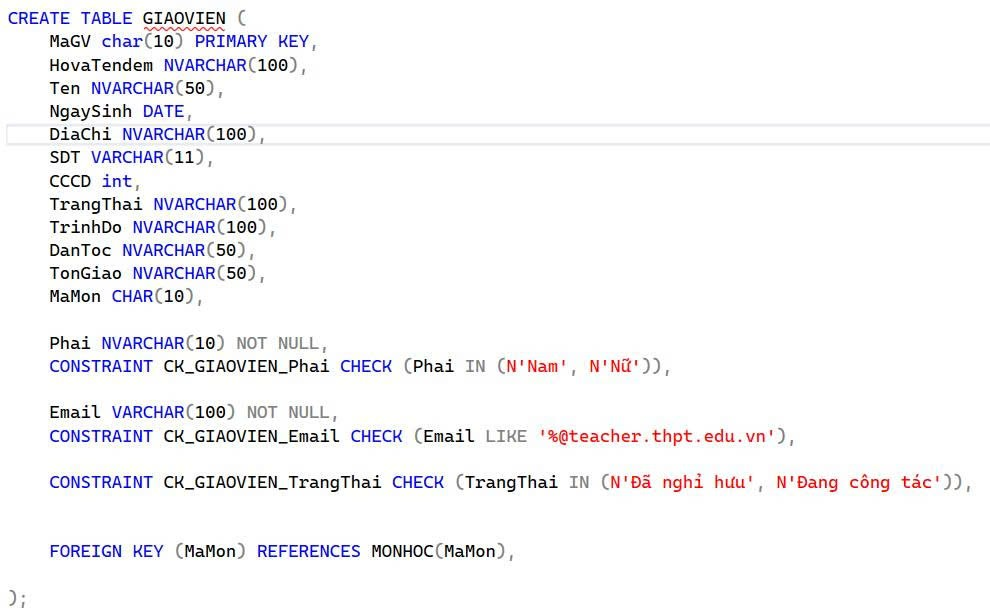 CREATE TABLE GIAOVIEN (
MaGV char(10) PRIMARY KEY,
HovaTendem NVARCHAR(100),
Ten NVARCHAR(50),
NgaySinh DATE,
DiaChi NVARCHAR(100),
SDT VARCHAR(11),
CCCD int,
TrangThai NVARCHAR(100),
TrinhDo NVARCHAR(100),
DanToc NVARCHAR(50),
TonGiao NVARCHAR(50),
MaMon CHAR(10),
Phai NVARCHAR(10) NOT NULL,
CONSTRAINT CK_GIAOVIEN_Phai CHECK (Phai IN (N'Nam', N'Nữ')),
Email VARCHAR(100) NOT NULL,
CONSTRAINT CK_GIAOVIEN_Email CHECK (Email LIKE '%@teacher.thpt.edu.vn'),
CONSTRAINT CK_GIAOVIEN_TrangThai CHECK (TrangThai IN (N'Đã nghỉ hưu', N'Đang công tác')),
FOREIGN KEY (MaMon) REFERENCES MONHOC(MaMon),
);